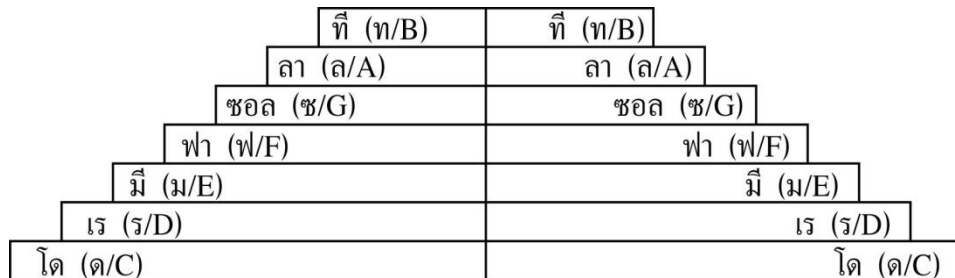 ที (ท/B) ที (ท/B)
ลา (ล/A) ลา (ล/A)
ซอล (ซ/G) ซอล (ซ/G)
ฟา (ฟ/F) ฟา (ฟ/F)
มี (ม/E) มี (ม/E)
เร (ร/D) เร (ร/D)
โด (ด/C) โด (ด/C)